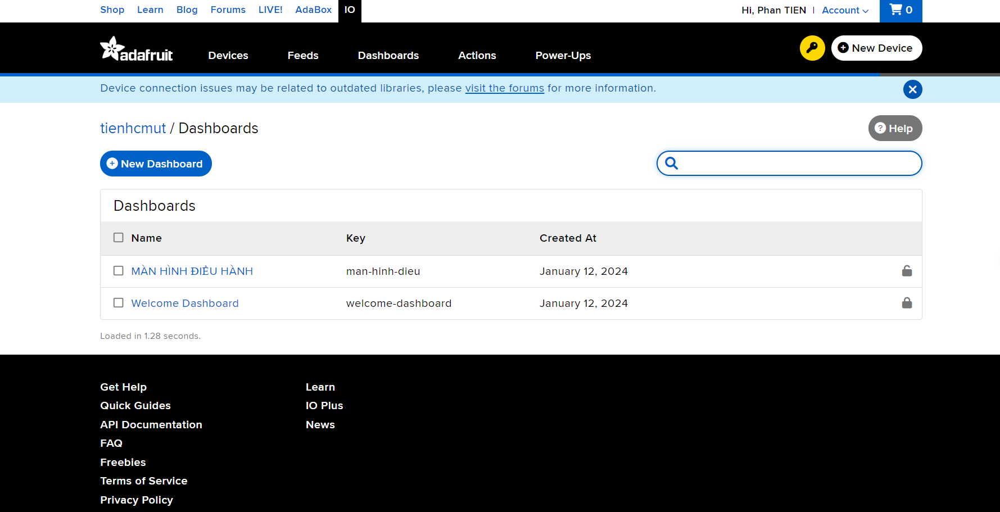 Shop Learn Blog Forums LIVE! AdaBox IO Hi, Phan TIEN | Account 0
adafruit Devices Feeds Dashboards Actions Power-Ups New Device
Device connection issues may be related to outdated libraries, please visit the forums for more information.
tienhcmut / Dashboards Help
New Dashboard
Dashboards
Name Key Created At
MÀN HÌNH ĐIỀU HÀNH man-hinh-dieu January 12, 2024
Welcome Dashboard welcome-dashboard January 12, 2024
Loaded in 1.28 seconds.
Get Help Learn
Quick Guides IO Plus
API Documentation News
FAQ
Freebies
Terms of Service
Privacy Policy